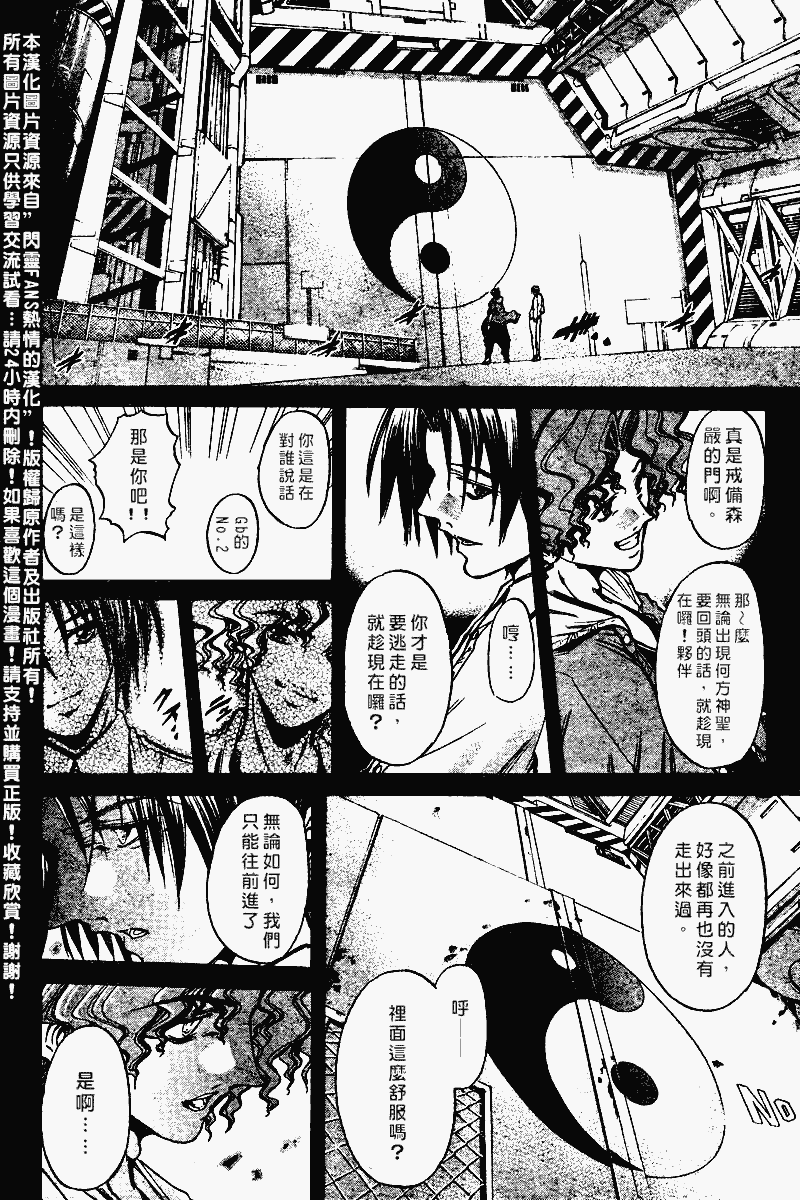 本漢化圖片資源來自”閃靈FANS熱情的漢化”！版權歸原作者及出版社所有！
所有圖片資源只供學習交流試看…請24小時內刪除！如果喜歡這個漫畫！請支持並購買正版！收藏欣賞！謝謝！
真是戒備森
嚴的門啊。
那～麼
無論出現何方神聖，
要回頭的話，就趁現
在囉！夥伴
哼……
你才是
要逃走的話，
就趁現在囉？
你這是在
對誰說話
Gb的
No.2
那是你吧！！
是這樣
嗎？
之前進入的人，
好像都再也沒有
走出來過。
呼——
裡面這麼舒服嗎？
No
無論如何，我們
只能往前進了
是啊……